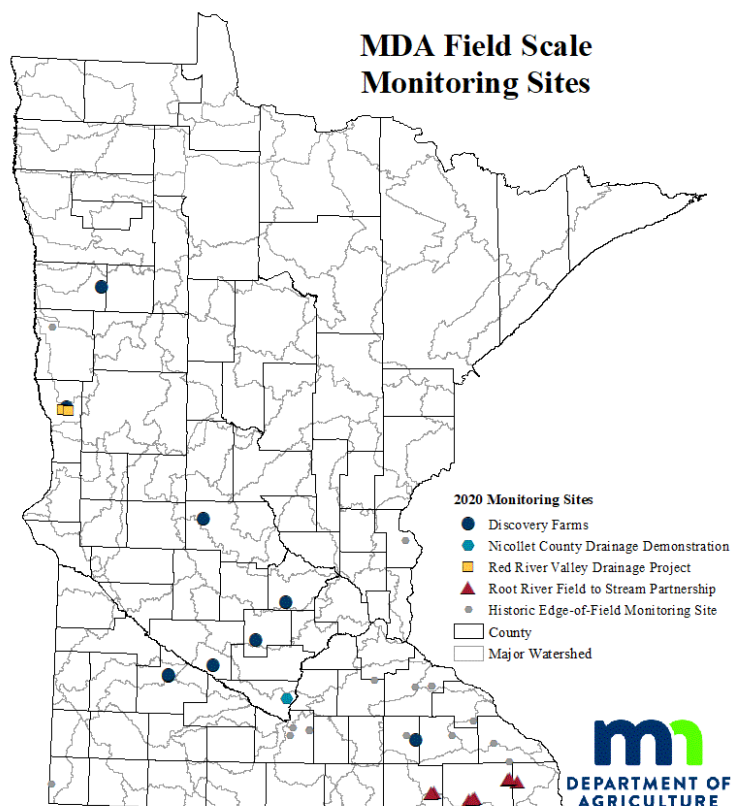 MDA Field Scale
Monitoring Sites
2020 Monitoring Sites
Discovery Farms
Nicollet County Drainage Demonstration
Red River Valley Drainage Project
Root River Field to Stream Partnership
Historic Edge-of-Field Monitoring Site
County
Major Watershed
mn
DEPARTMENT OF
AGRICULTURE